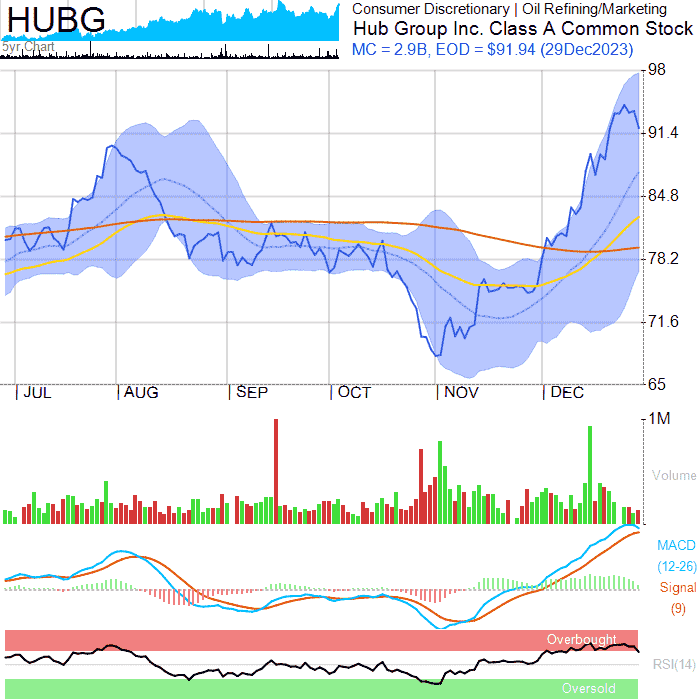 HUBG
5yr Chart
Consumer Discretionary | Oil Refining/Marketing
Hub Group Inc. Class A Common Stock
MC = 2.9B, EOD = $91.94 (29Dec2023)
98
91.4
84.8
78.2
71.6
65
| JUL | AUG | SEP | OCT | NOV | DEC
1M
Volume
MACD
(12-26)
Signal
(9)
Overbought
RSI(14)
Oversold